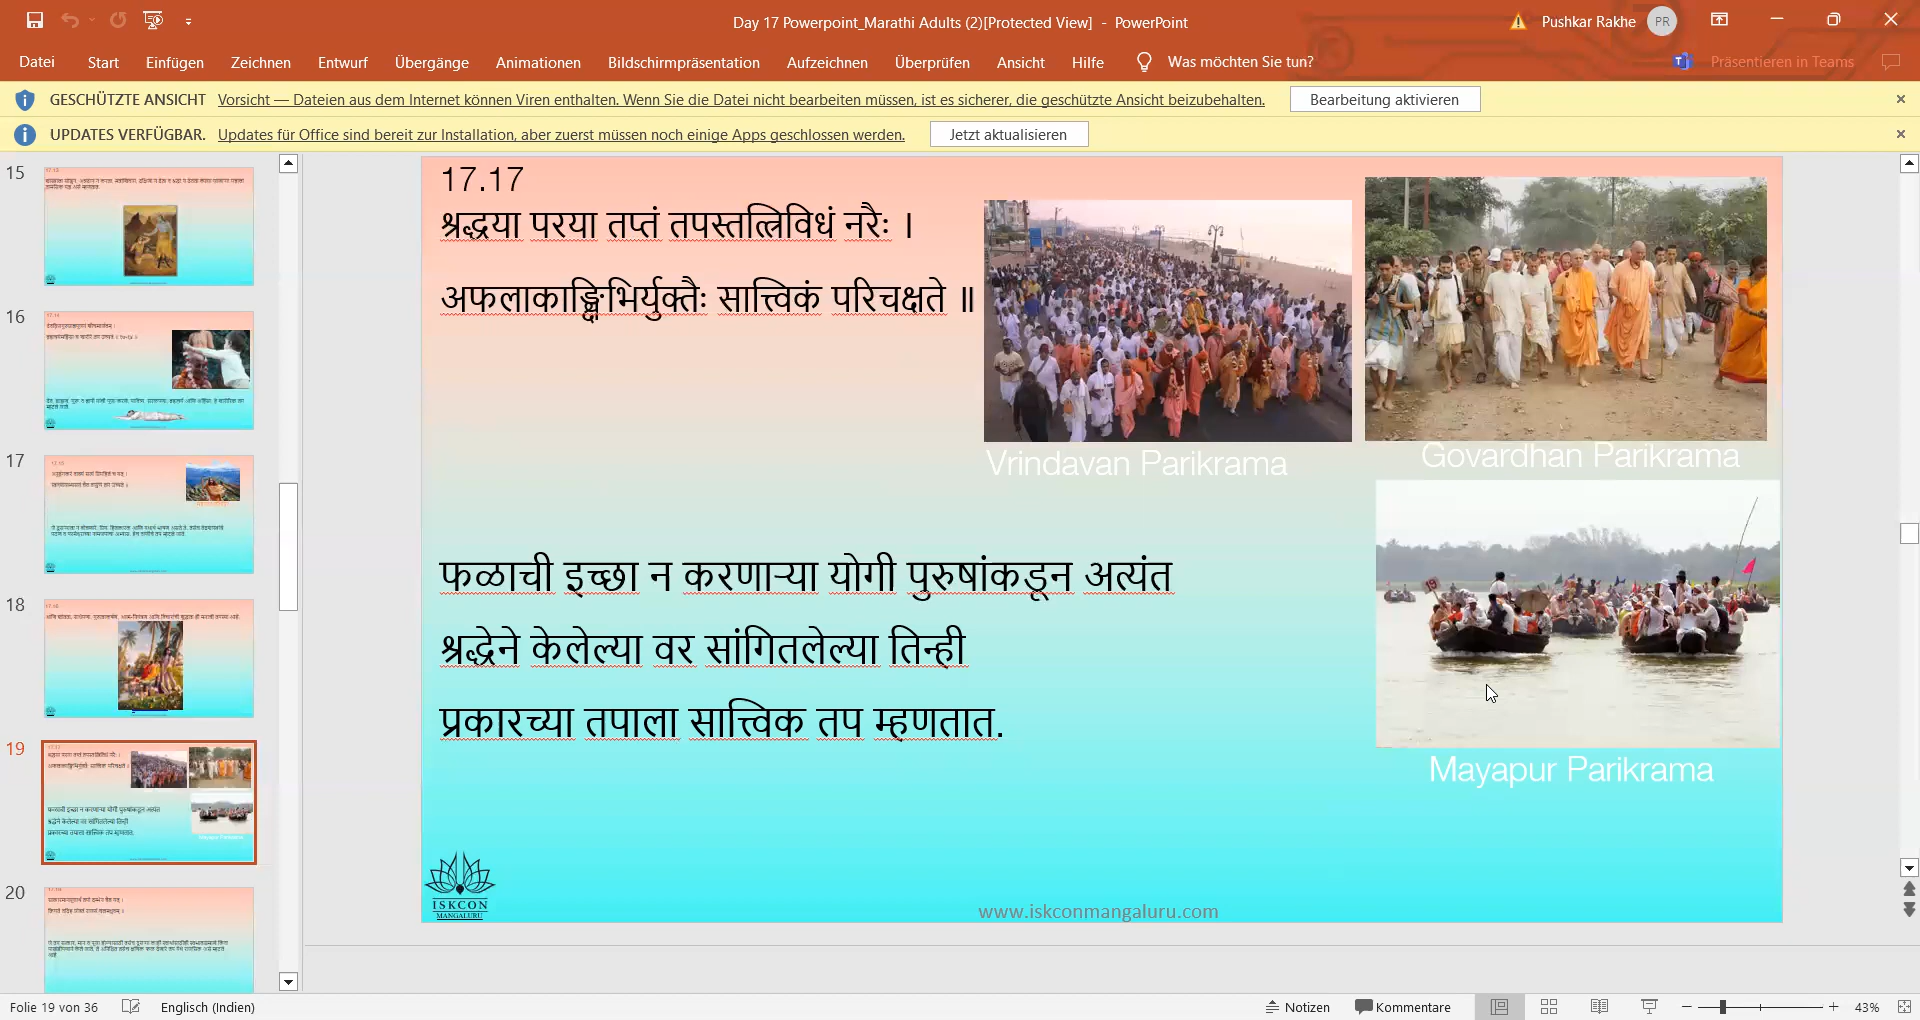 Day 17 Powerpoint_Marathi Adults (2)[Protected View] - PowerPoint
Pushkar Rakhe
PR
Datei Start Einfügen Zeichnen Entwurf Übergänge Animationen Bildschirmpräsentation Aufzeichnen Überprüfen Ansicht Hilfe Was möchten Sie tun?
Präsentieren in Teams
GESCHÜTZTE ANSICHT Vorsicht — Dateien aus dem Internet können Viren enthalten. Wenn Sie die Datei nicht bearbeiten müssen, ist es sicherer, die geschützte Ansicht beizubehalten. Bearbeitung aktivieren
UPDATES VERFÜGBAR. Updates für Office sind bereit zur Installation, aber zuerst müssen noch einige Apps geschlossen werden. Jetzt aktualisieren
15
16
17
18
19
20
17.17
श्रद्धया परया तप्तं तपस्तत्त्रिविधं नरैः ।
अफलाकाङ्क्षिभिर्युक्तैः सात्त्विकं परिचक्षते ॥
Vrindavan Parikrama
Govardhan Parikrama
फळाची इच्छा न करणाऱ्या योगी पुरुषांकडून अत्यंत
श्रद्धेने केलेल्या वर सांगितलेल्या तिन्ही
प्रकारच्या तपाला सात्त्विक तप म्हणतात.
Mayapur Parikrama
ISKCON
MANGALURU
www.iskconmangaluru.com
Folie 19 von 36
Englisch (Indien)
Notizen
Kommentare
43%